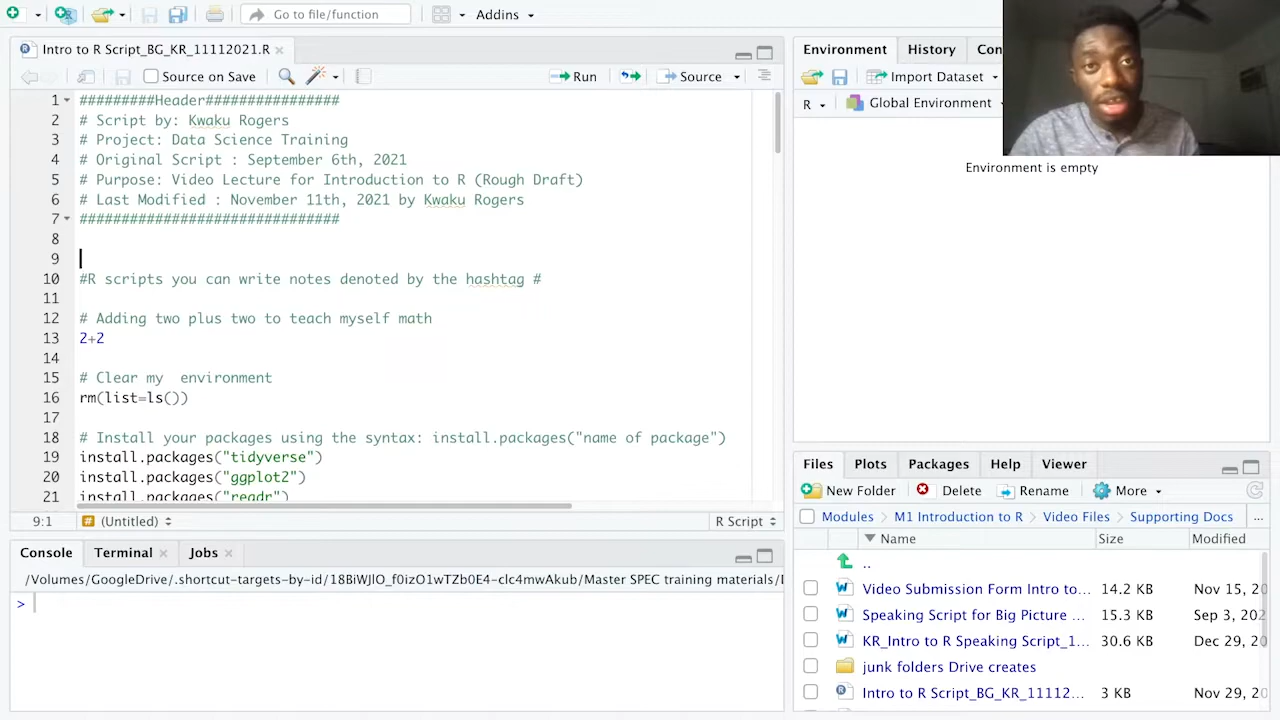 Go to file/function
Addins
Intro to R Script_BG_KR_11112021.R
Source on Save
Run
Source
1 #########Header################
2 # Script by: Kwaku Rogers
3 # Project: Data Science Training
4 # Original Script : September 6th, 2021
5 # Purpose: Video Lecture for Introduction to R (Rough Draft)
6 # Last Modified : November 11th, 2021 by Kwaku Rogers
7 ###############################
8
9
10 #R scripts you can write notes denoted by the hashtag #
11
12 # Adding two plus two to teach myself math
13 2+2
14
15 # Clear my  environment
16 rm(list=ls())
17
18 # Install your packages using the syntax: install.packages("name of package")
19 install.packages("tidyverse")
20 install.packages("ggplot2")
21 install.packages("readr")
9:1 # (Untitled) R Script
Console Terminal Jobs
/Volumes/GoogleDrive/.shortcut-targets-by-id/18BiWJlO_f0izO1wTZb0E4-clc4mwAkub/Master SPEC training materials/
>
Environment History Con
Import Dataset
R Global Environment
Environment is empty
Files Plots Packages Help Viewer
New Folder Delete Rename More
Modules > M1 Introduction to R > Video Files > Supporting Docs ...
Name Size Modified
..
Video Submission Form Intro to... 14.2 KB Nov 15, 20
Speaking Script for Big Picture ... 15.3 KB Sep 3, 202
KR_Intro to R Speaking Script_1... 30.6 KB Dec 29, 20
junk folders Drive creates
Intro to R Script_BG_KR_11112... 3 KB Nov 29, 20